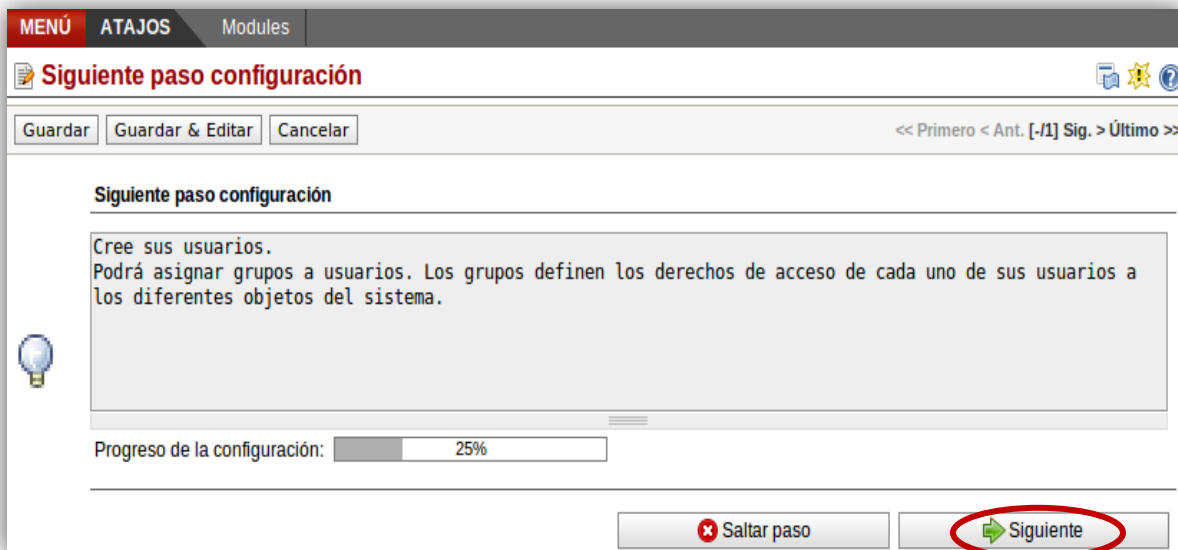 MENÚ ATAJOS Modules
Siguiente paso configuración
Guardar Guardar & Editar Cancelar << Primero < Ant. [-/1] Sig. > Último >>
Siguiente paso configuración
Cree sus usuarios.
Podrá asignar grupos a usuarios. Los grupos definen los derechos de acceso de cada uno de sus usuarios a
los diferentes objetos del sistema.
Progreso de la configuración: 25%
Saltar paso Siguiente